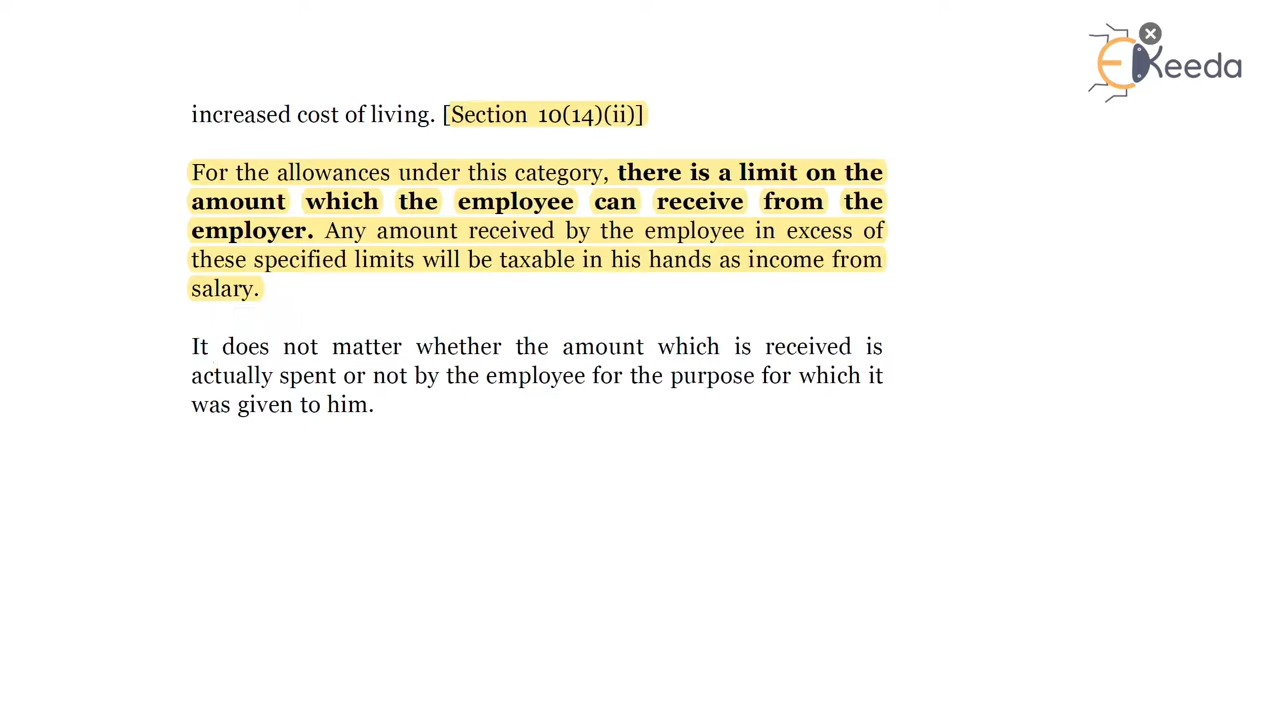 EKeeda
increased cost of living. [Section 10(14)(ii)]
For the allowances under this category, there is a limit on the
amount which the employee can receive from the
employer. Any amount received by the employee in excess of
these specified limits will be taxable in his hands as income from
salary.
It does not matter whether the amount which is received is
actually spent or not by the employee for the purpose for which it
was given to him.